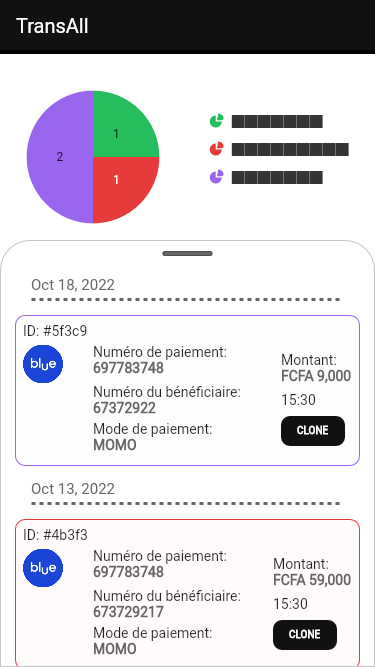 TransAll
1
2
1
Oct 18, 2022
ID: #5f3c9
blue
Numéro de paiement:
697783748
Montant:
FCFA 9,000
Numéro du bénéficiaire:
67372922
15:30
Mode de paiement:
MOMO
CLONE
Oct 13, 2022
ID: #4b3f3
blue
Numéro de paiement:
697783748
Montant:
FCFA 59,000
Numéro du bénéficiaire:
673729217
15:30
Mode de paiement:
MOMO
CLONE